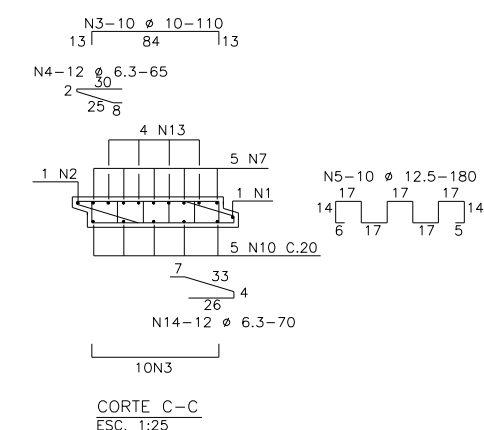 N3-10 ø 10-110
13 84 13
N4-12 ø 6.3-65
30
2
25 8
4 N13
5 N7
1 N2
1 N1
N5-10 ø 12.5-180
17 17 17
14 14
6 17 17 5
5 N10 C.20
7 33
4
26
N14-12 ø 6.3-70
10N3
CORTE C-C
ESC. 1:25